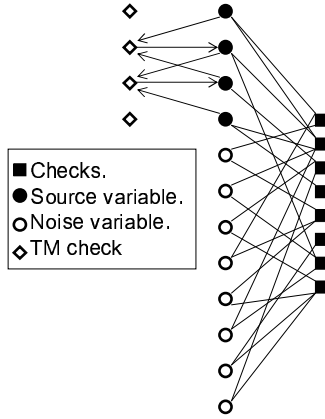 Checks.
Source variable.
Noise variable.
TM check